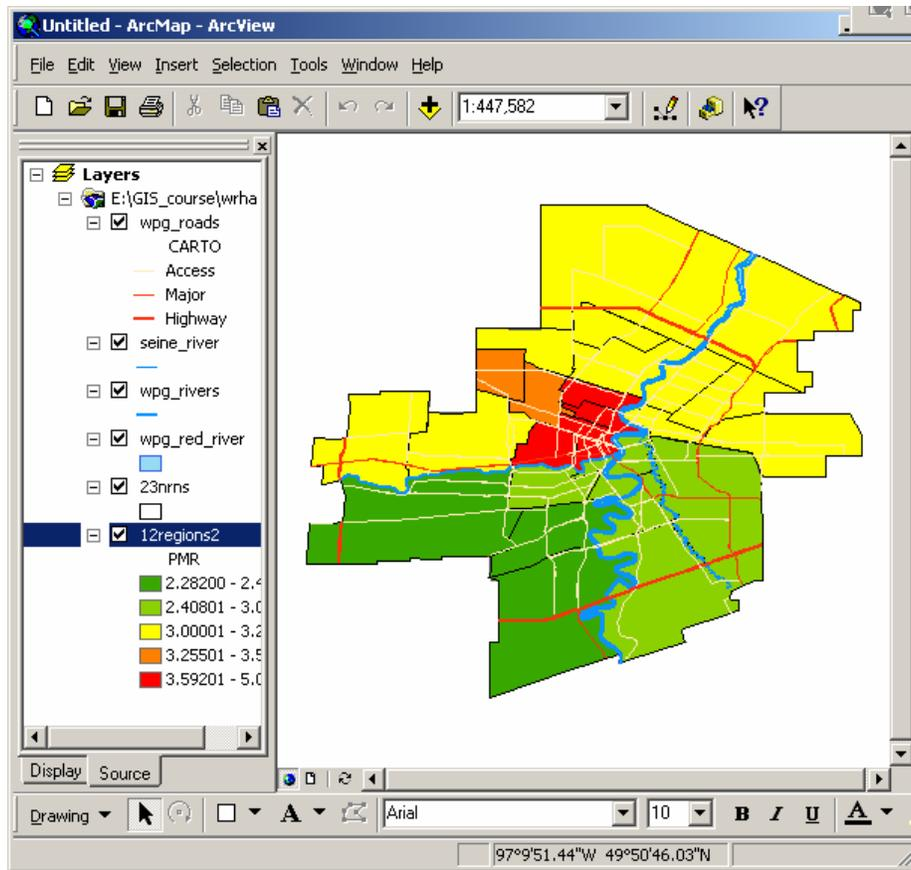 Untitled - ArcMap - ArcView
File Edit View Insert Selection Tools Window Help
1:447,582
Layers
E:\GIS_course\wrha
wpg_roads
CARTO
Access
Major
Highway
seine_river
wpg_rivers
wpg_red_river
23nrns
12regions2
PMR
2.28200 - 2.4
2.40801 - 3.0
3.00001 - 3.2
3.25501 - 3.5
3.59201 - 5.0
Display Source
Drawing A Arial 10 B I U A
97°9'51.44"W 49°50'46.03"N